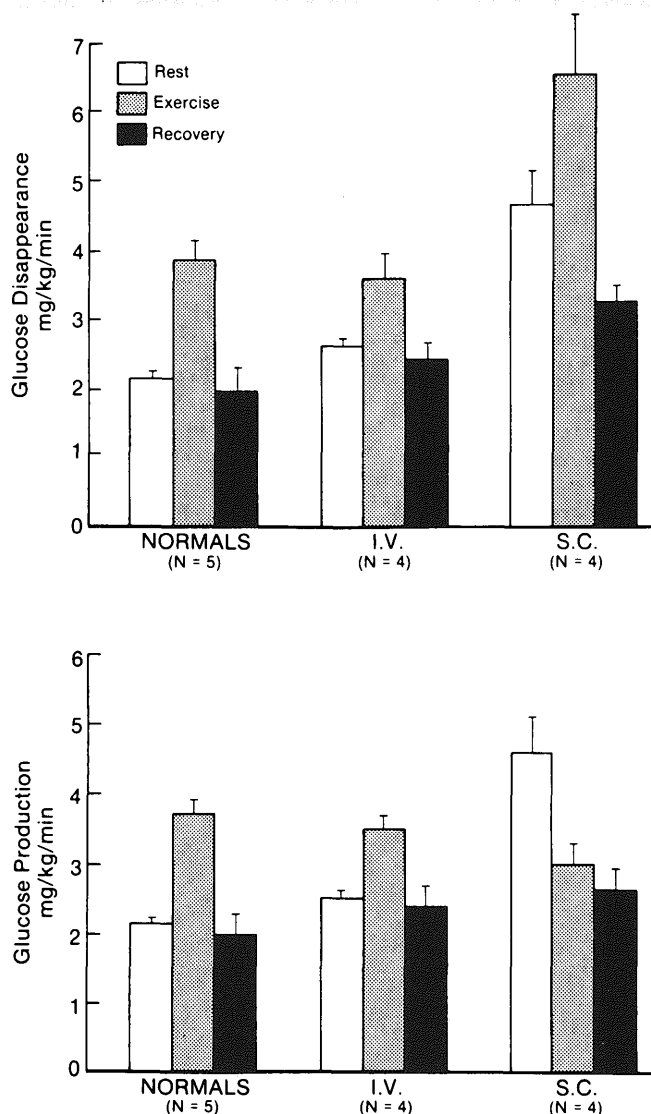 Glucose Disappearance
mg/kg/min
7
6
5
4
3
2
1
0
Rest
Exercise
Recovery
NORMALS
(N = 5)
I.V.
(N = 4)
S.C.
(N = 4)
Glucose Production
mg/kg/min
6
5
4
3
2
1
0
NORMALS
(N = 5)
I.V.
(N = 4)
S.C.
(N = 4)